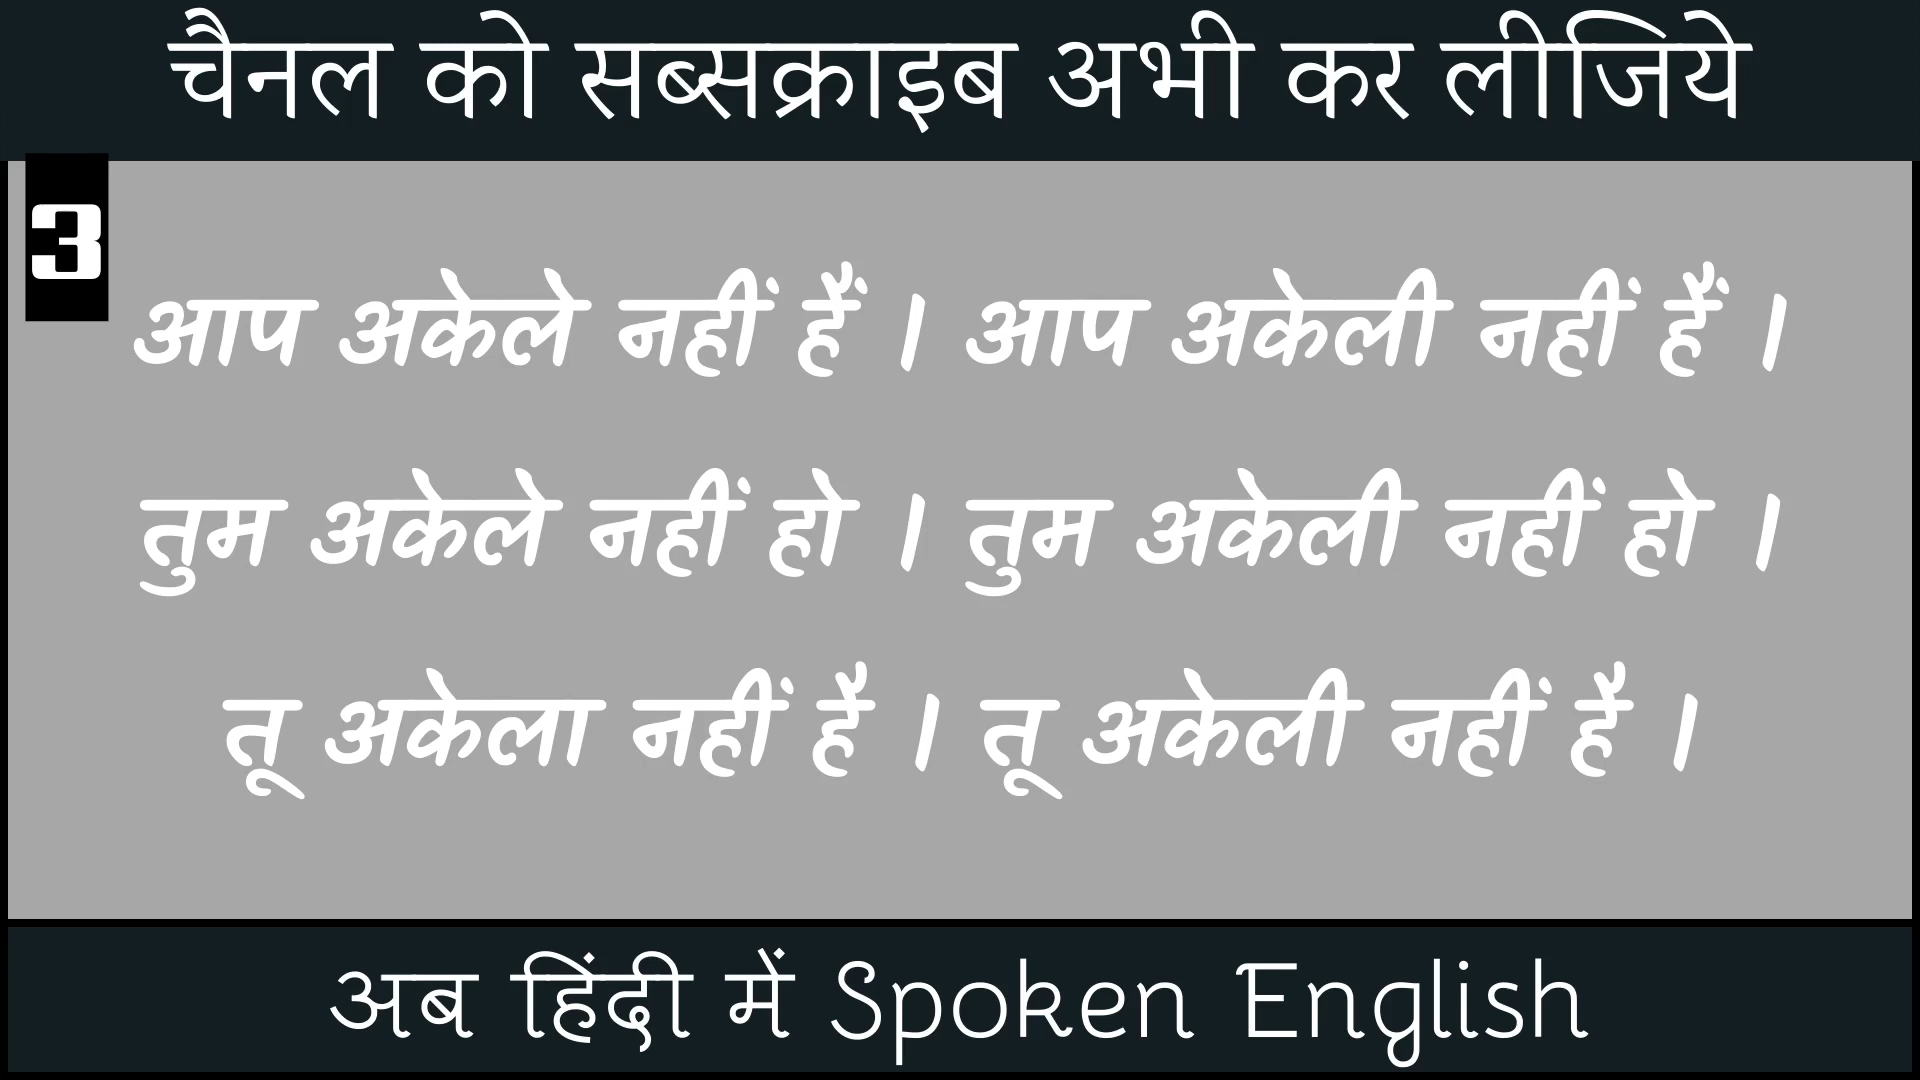 चैनल को सब्सक्राइब अभी कर लीजिये
3
आप अकेले नहीं हैं । आप अकेली नहीं हैं ।
तुम अकेले नहीं हो । तुम अकेली नहीं हो ।
तू अकेला नहीं है । तू अकेली नहीं है ।
अब हिंदी में Spoken English